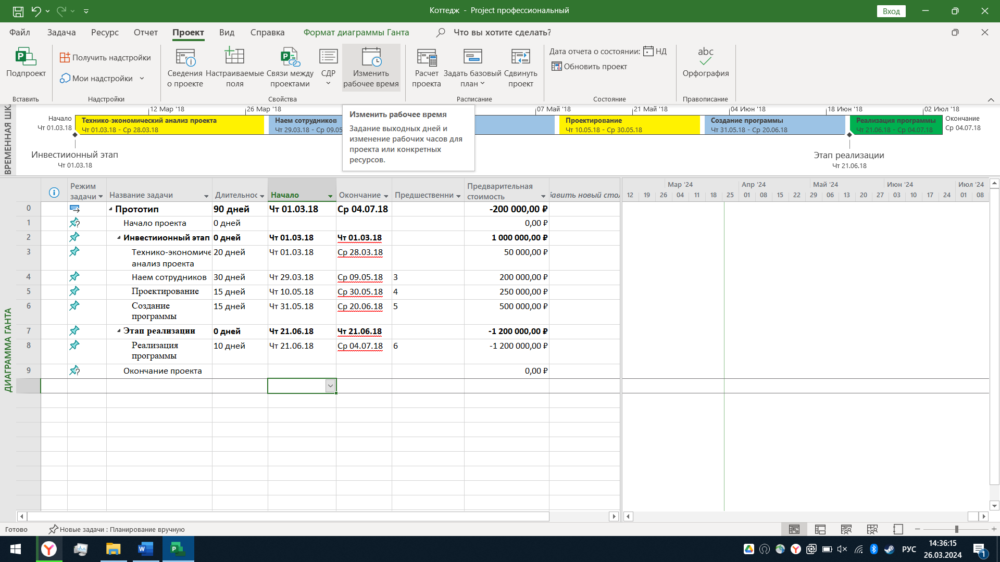 Коттедж - Project профессиональный
Вход
Файл Задача Ресурс Отчет Проект Вид Справка Формат диаграммы Ганта Что вы хотите сделать?
Подпроект
Вставить
Получить надстройки
Мои надстройки
Надстройки
Сведения о проекте
Настраиваемые поля
Связи между проектами
СДР
Изменить рабочее время
Свойства
Расчет проекта
Задать базовый план
Сдвинуть проект
Расписание
Дата отчета о состоянии: НД
Обновить проект
Состояние
abc
Орфография
Правописание
ВРЕМЕННАЯ ШК
12 Мар '18 26 Мар '18 07 Май '18 21 Май '18 04 Июн '18 18 Июн '18 02 Июл '18
Начало
Чт 01.03.18
Технико-экономический анализ проекта
Чт 01.03.18 - Ср 28.03.18
Наем сотрудников
Чт 29.03.18 - Ср 09.05
Проектирование
Чт 10.05.18 - Ср 30.05.18
Создание программы
Чт 31.05.18 - Ср 20.06.18
Реализация программы
Чт 21.06.18 - Ср 04.07.18
Окончание
Ср 04.07.18
Инвестиионный этап
Чт 01.03.18
Этап реализации
Чт 21.06.18
Изменить рабочее время
Задание выходных дней и
изменение рабочих часов для
проекта или конкретных
ресурсов.
ДИАГРАММА ГАНТА
Режим задачи Название задачи Длительнос Начало Окончание Предшественни Предварительная стоимость бавить новый стол
Мар '24 Апр '24 Май '24 Июн '24 Июл '24
12 19 26 04 11 18 25 01 08 15 22 29 06 13 20 27 03 10 17 24 01 08
0 Прототип 90 дней Чт 01.03.18 Ср 04.07.18 -200 000,00 ₽
1 Начало проекта 0 дней 0,00 ₽
2 Инвестиионный этап 0 дней Чт 01.03.18 Чт 01.03.18 1 000 000,00 ₽
3 Технико-экономиче 20 дней Чт 01.03.18 Ср 28.03.18 50 000,00 ₽
анализ проекта
4 Наем сотрудников 30 дней Чт 29.03.18 Ср 09.05.18 3 200 000,00 ₽
5 Проектирование 15 дней Чт 10.05.18 Ср 30.05.18 4 250 000,00 ₽
6 Создание 15 дней Чт 31.05.18 Ср 20.06.18 5 500 000,00 ₽
программы
7 Этап реализации 0 дней Чт 21.06.18 Чт 21.06.18 -1 200 000,00 ₽
8 Реализация 10 дней Чт 21.06.18 Ср 04.07.18 6 -1 200 000,00 ₽
программы
9 Окончание проекта 0,00 ₽
Готово Новые задачи : Планирование вручную
РУС
14:36:15
26.03.2024
1